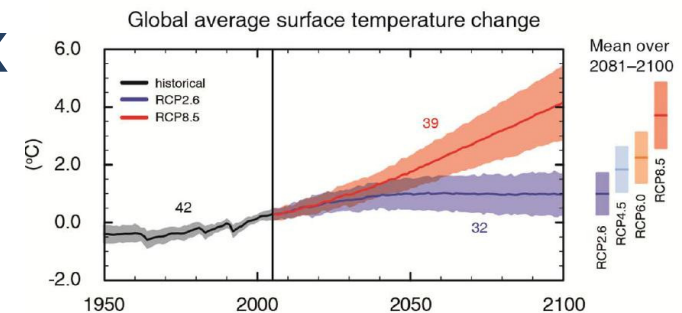 Global average surface temperature change
6.0
4.0
2.0
0.0
-2.0
(ºC)
historical
RCP2.6
RCP8.5
42
39
32
1950
2000
2050
2100
Mean over
2081–2100
RCP2.6
RCP4.5
RCP6.0
RCP8.5